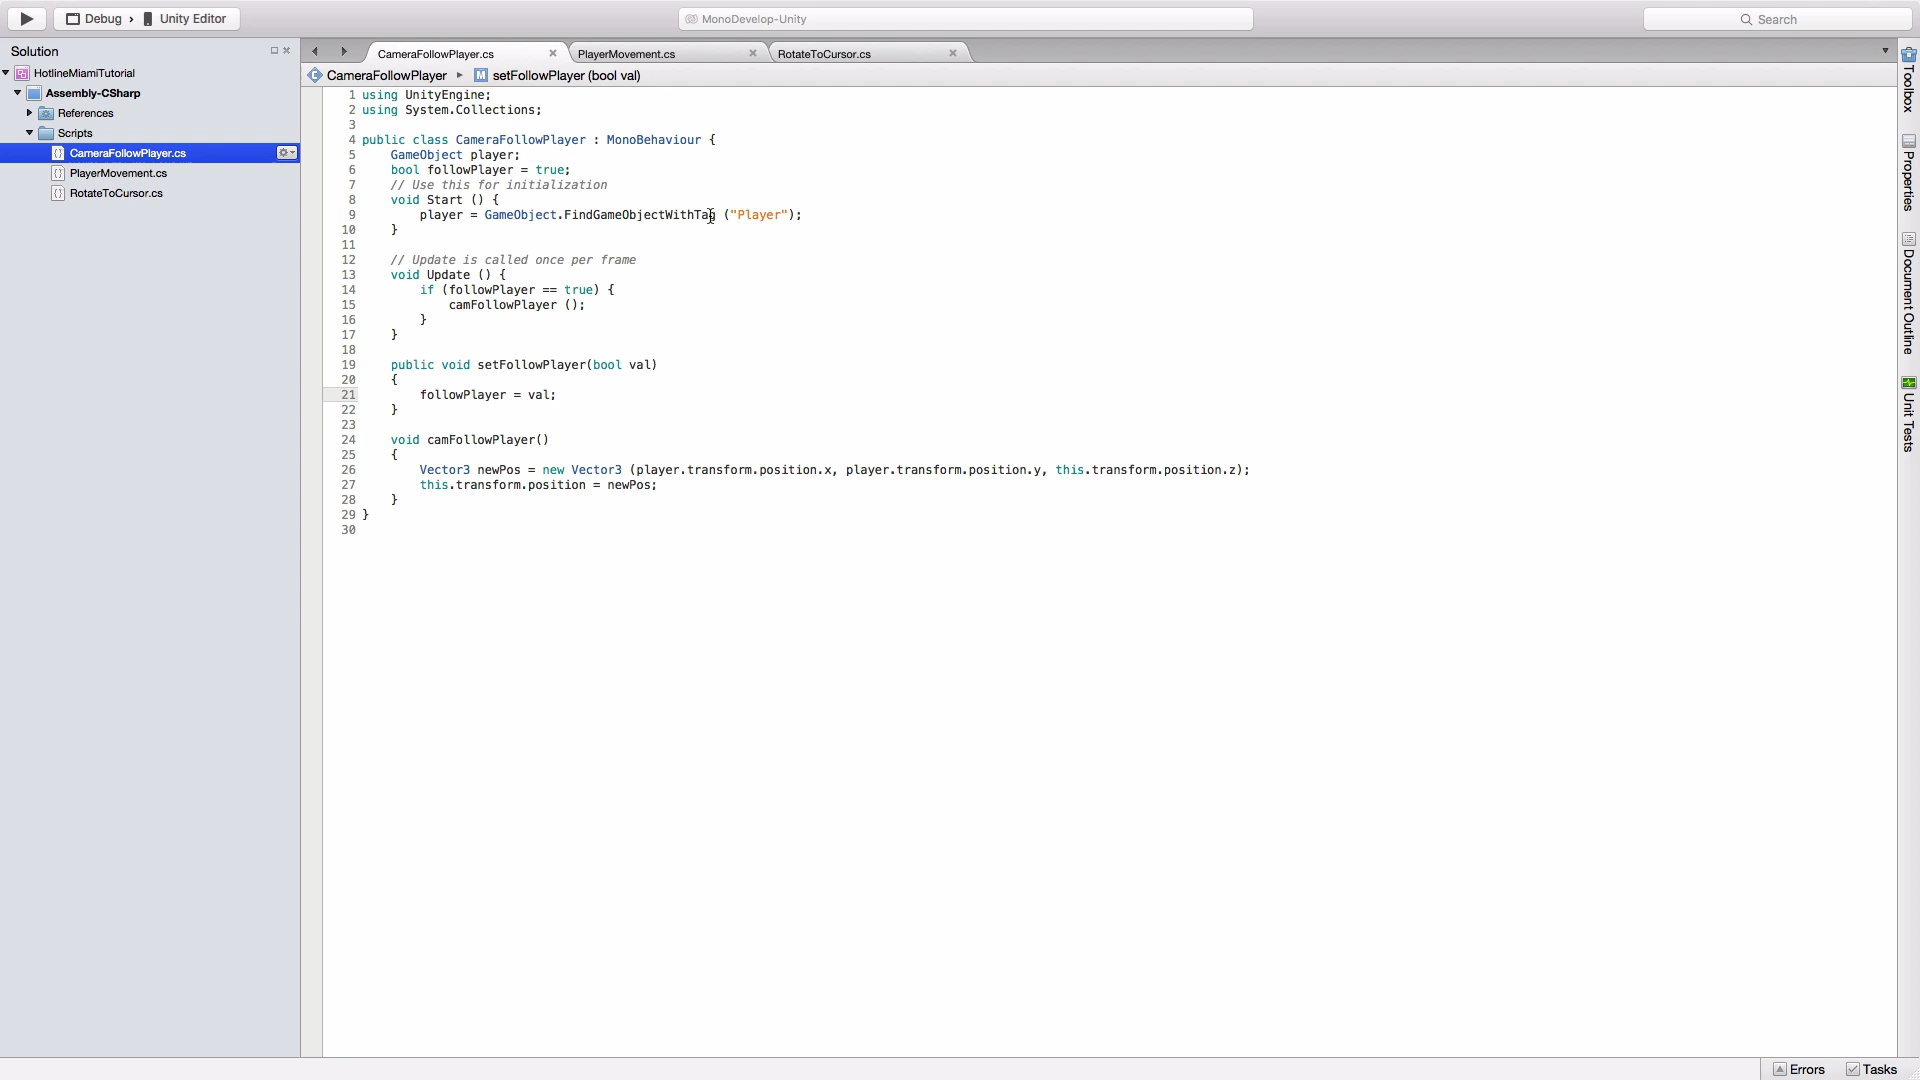 Debug › Unity Editor
MonoDevelop-Unity
Search
Solution
HotlineMiamiTutorial
Assembly-CSharp
References
Scripts
CameraFollowPlayer.cs
PlayerMovement.cs
RotateToCursor.cs
CameraFollowPlayer.cs
PlayerMovement.cs
RotateToCursor.cs
CameraFollowPlayer
M setFollowPlayer (bool val)
1 using UnityEngine;
2 using System.Collections;
3
4 public class CameraFollowPlayer : MonoBehaviour {
5 GameObject player;
6 bool followPlayer = true;
7 // Use this for initialization
8 void Start () {
9 player = GameObject.FindGameObjectWithTag ("Player");
10 }
11
12 // Update is called once per frame
13 void Update () {
14 if (followPlayer == true) {
15 camFollowPlayer ();
16 }
17 }
18
19 public void setFollowPlayer(bool val)
20 {
21 followPlayer = val;
22 }
23
24 void camFollowPlayer()
25 {
26 Vector3 newPos = new Vector3 (player.transform.position.x, player.transform.position.y, this.transform.position.z);
27 this.transform.position = newPos;
28 }
29 }
30
Toolbox
Properties
Document Outline
Unit Tests
Errors
Tasks